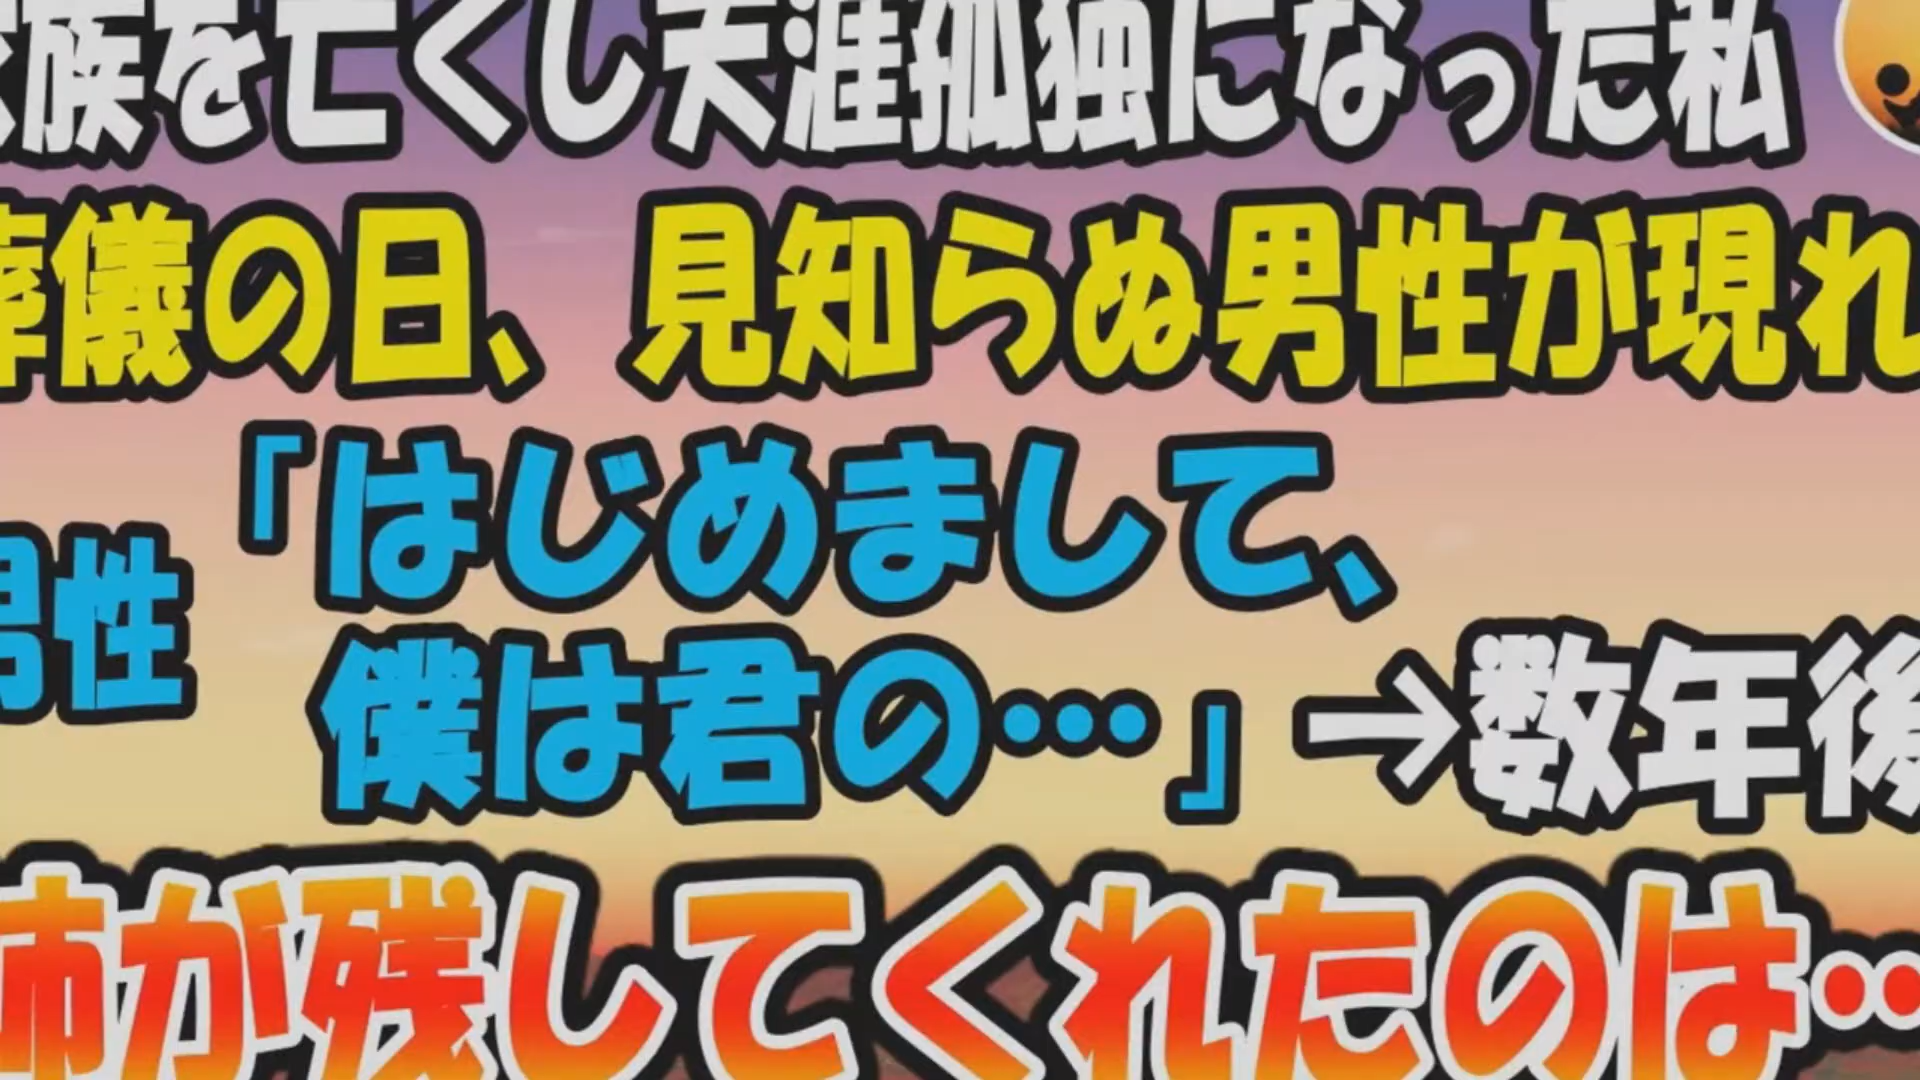 家族を亡くし天涯孤独になった私
葬儀の日、見知らぬ男性が現れ
男性「はじめまして、
僕は君の…」→数年後
姉が残してくれたのは…